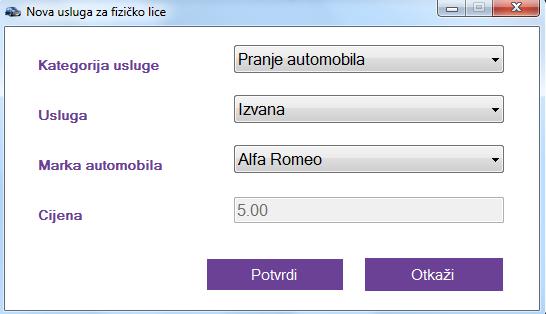 Nova usluga za fizičko lice
Kategorija usluge Pranje automobila
Usluga Izvana
Marka automobila Alfa Romeo
Cijena 5.00
Potvrdi Otkaži